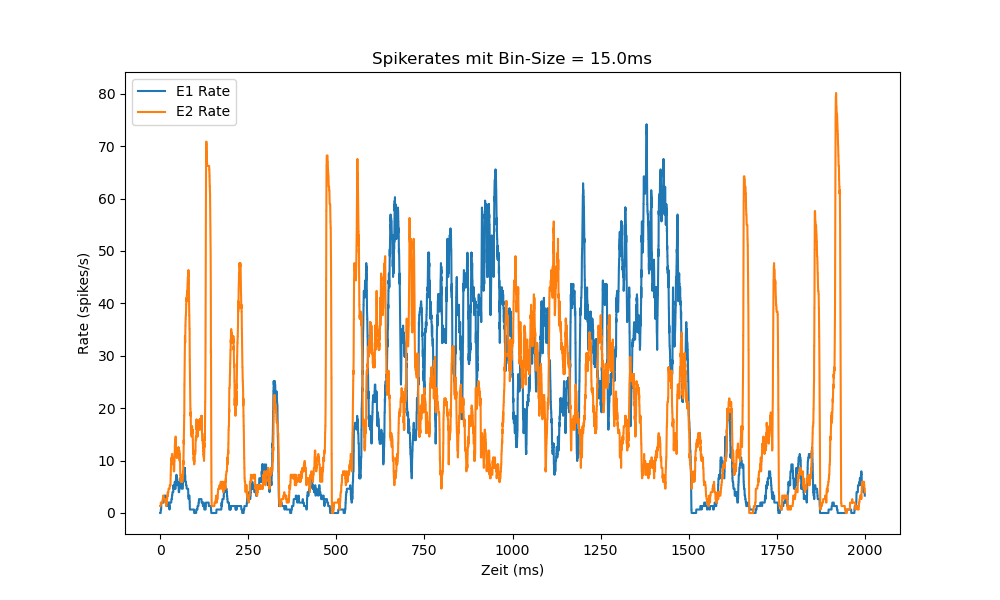 Spikerates mit Bin-Size = 15.0ms
E1 Rate
E2 Rate
Rate (spikes/s)
80
70
60
50
40
30
20
10
0
0 250 500 750 1000 1250 1500 1750 2000
Zeit (ms)